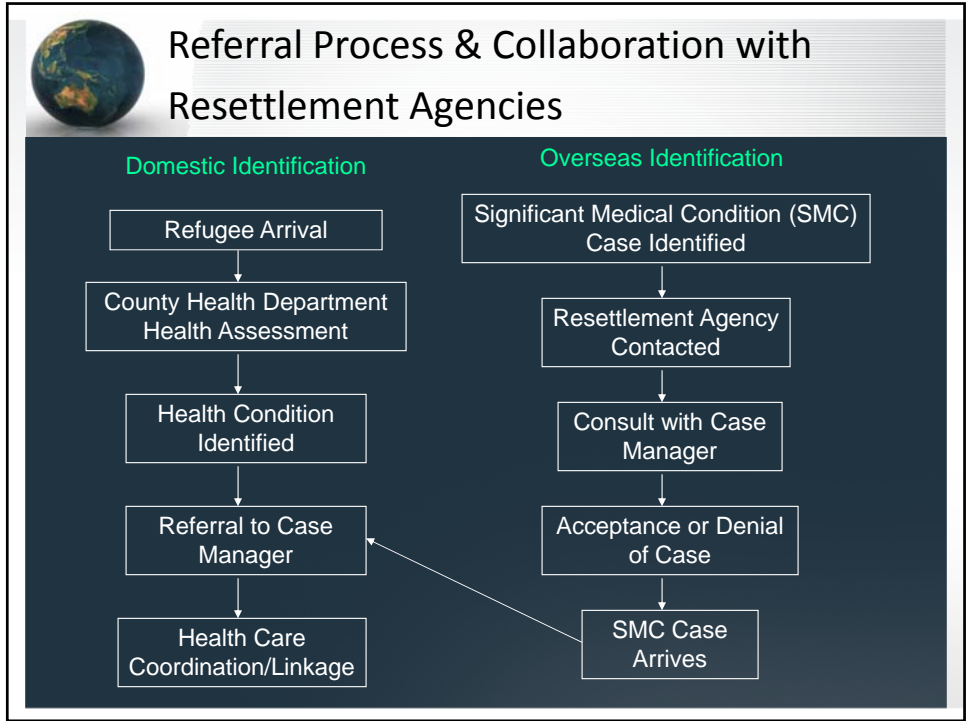 Referral Process & Collaboration with
Resettlement Agencies
Domestic Identification
Refugee Arrival
County Health Department
Health Assessment
Health Condition
Identified
Referral to Case
Manager
Health Care
Coordination/Linkage
Overseas Identification
Significant Medical Condition (SMC)
Case Identified
Resettlement Agency
Contacted
Consult with Case
Manager
Acceptance or Denial
of Case
SMC Case
Arrives